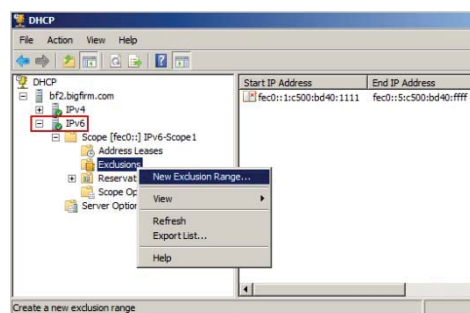 DHCP
File Action View Help
DHCP
bf2.bigfirm.com
IPv4
IPv6
Scope [fec0::] IPv6-Scope1
Address Leases
Exclusions
Reservat
Scope Op
Server Option
Start IP Address End IP Address
fec0::1:c500:bd40:1111 fec0::5:c500:bd40:ffff
New Exclusion Range...
View
Refresh
Export List...
Help
Create a new exclusion range